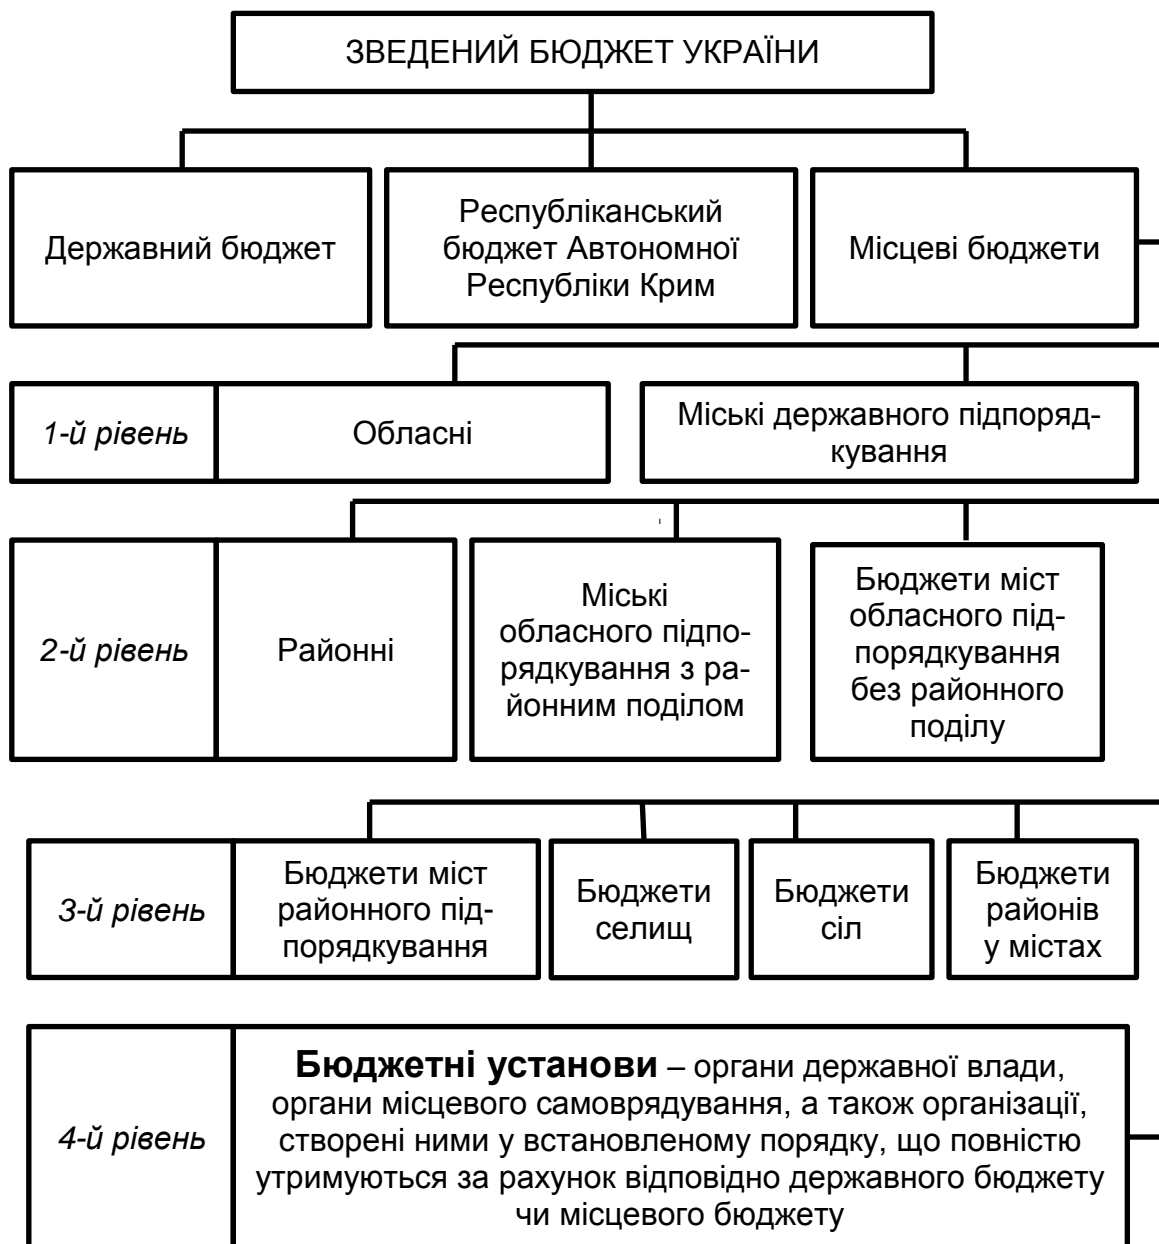 ЗВЕДЕНИЙ БЮДЖЕТ УКРАЇНИ
Державний бюджет
Республіканський
бюджет Автономної
Республіки Крим
Місцеві бюджети
1-й рівень
Обласні
Міські державного підпоряд-
кування
2-й рівень
Районні
Міські
обласного підпо-
рядкування з ра-
йонним поділом
Бюджети міст
обласного під-
порядкування
без районного
поділу
3-й рівень
Бюджети міст
районного під-
порядкування
Бюджети
селищ
Бюджети
сіл
Бюджети
районів
у містах
4-й рівень
Бюджетні установи – органи державної влади,
органи місцевого самоврядування, а також організації,
створені ними у встановленому порядку, що повністю
утримуються за рахунок відповідно державного бюджету
чи місцевого бюджету